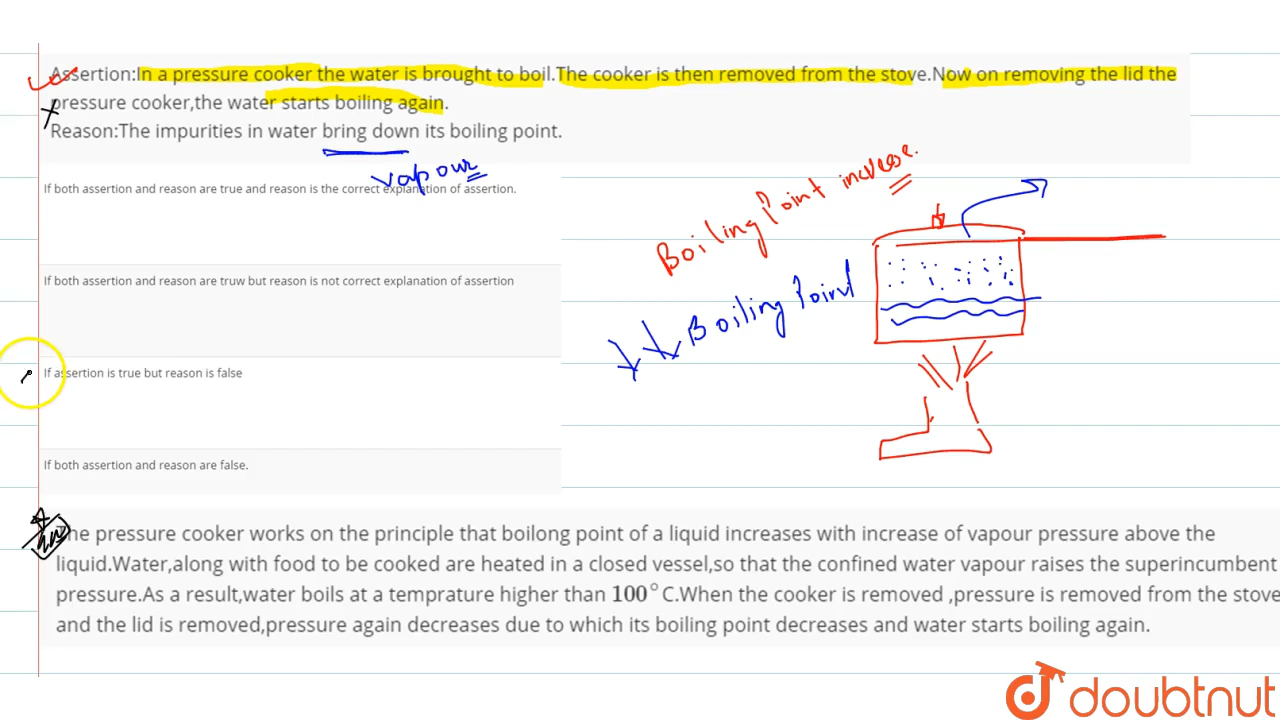 Assertion:In a pressure cooker the water is brought to boil.The cooker is then removed from the stove.Now on removing the lid the
pressure cooker,the water starts boiling again.
Reason:The impurities in water bring down its boiling point.
vapour
If both assertion and reason are true and reason is the correct explanation of assertion.
Boiling Point increase.
If both assertion and reason are truw but reason is not correct explanation of assertion
Boiling Point
If assertion is true but reason is false
If both assertion and reason are false.
The pressure cooker works on the principle that boilong point of a liquid increases with increase of vapour pressure above the
liquid.Water,along with food to be cooked are heated in a closed vessel,so that the confined water vapour raises the superincumbent
pressure.As a result,water boils at a temprature higher than 100°C.When the cooker is removed ,pressure is removed from the stove
and the lid is removed,pressure again decreases due to which its boiling point decreases and water starts boiling again.
doubtnut